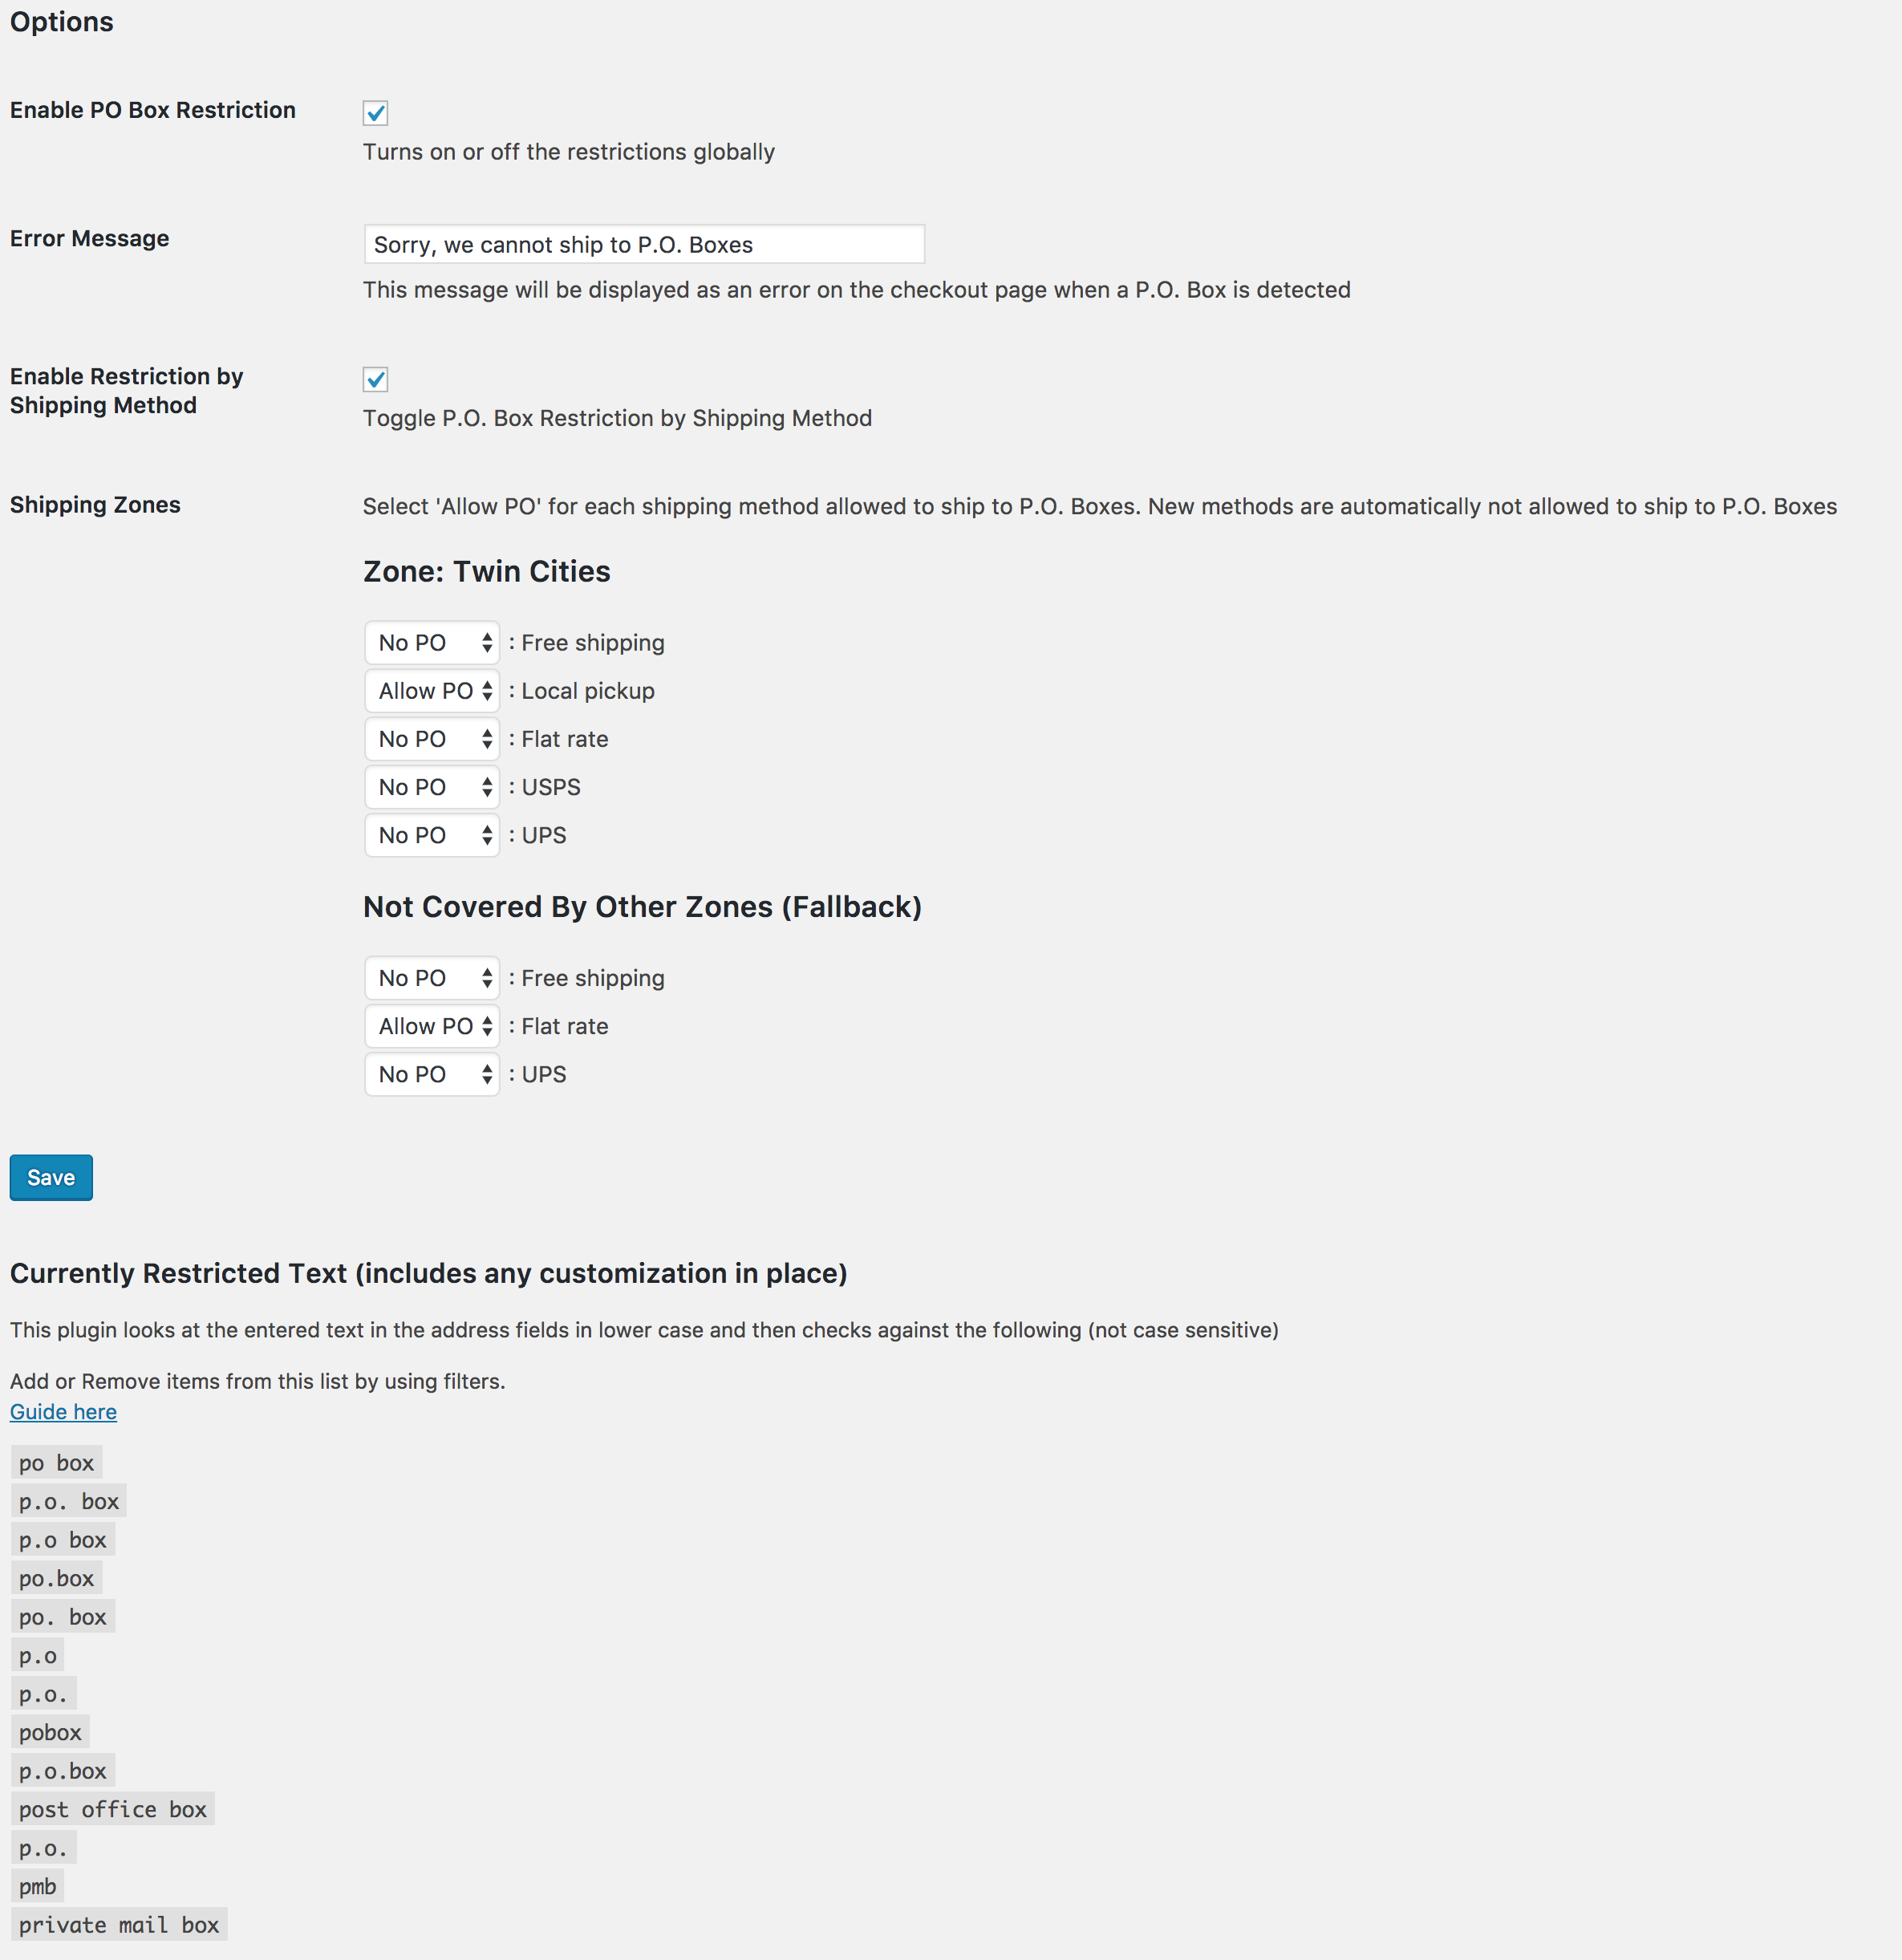 Options
Enable PO Box Restriction
Turns on or off the restrictions globally
Error Message
Sorry, we cannot ship to P.O. Boxes
This message will be displayed as an error on the checkout page when a P.O. Box is detected
Enable Restriction by
Shipping Method
Toggle P.O. Box Restriction by Shipping Method
Shipping Zones
Select 'Allow PO' for each shipping method allowed to ship to P.O. Boxes. New methods are automatically not allowed to ship to P.O. Boxes
Zone: Twin Cities
No PO : Free shipping
Allow PO : Local pickup
No PO : Flat rate
No PO : USPS
No PO : UPS
Not Covered By Other Zones (Fallback)
No PO : Free shipping
Allow PO : Flat rate
No PO : UPS
Save
Currently Restricted Text (includes any customization in place)
This plugin looks at the entered text in the address fields in lower case and then checks against the following (not case sensitive)
Add or Remove items from this list by using filters.
Guide here
po box
p.o. box
p.o box
po.box
po. box
p.o
p.o.
pobox
p.o.box
post office box
p.o.
pmb
private mail box